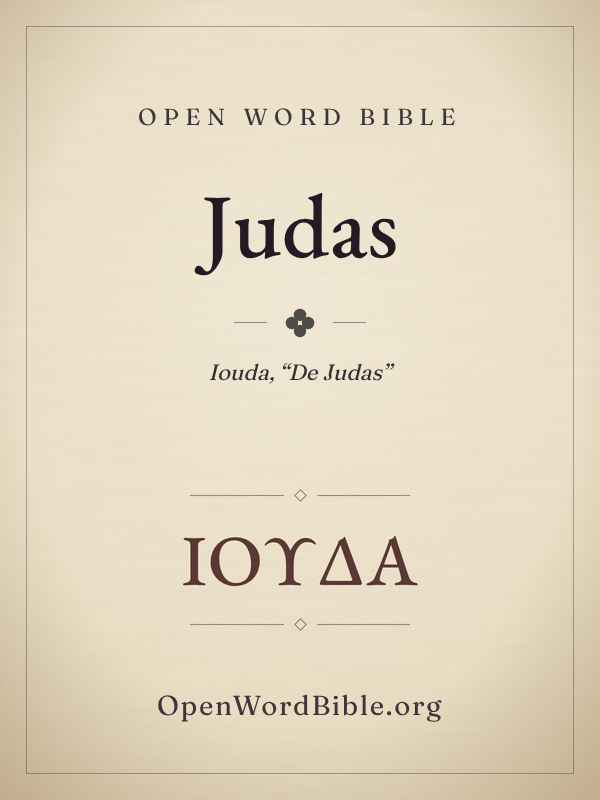 OPEN WORD BIBLE
Judas
Iouda, “De Judas”
ΙΟΥΔΑ
OpenWordBible.org